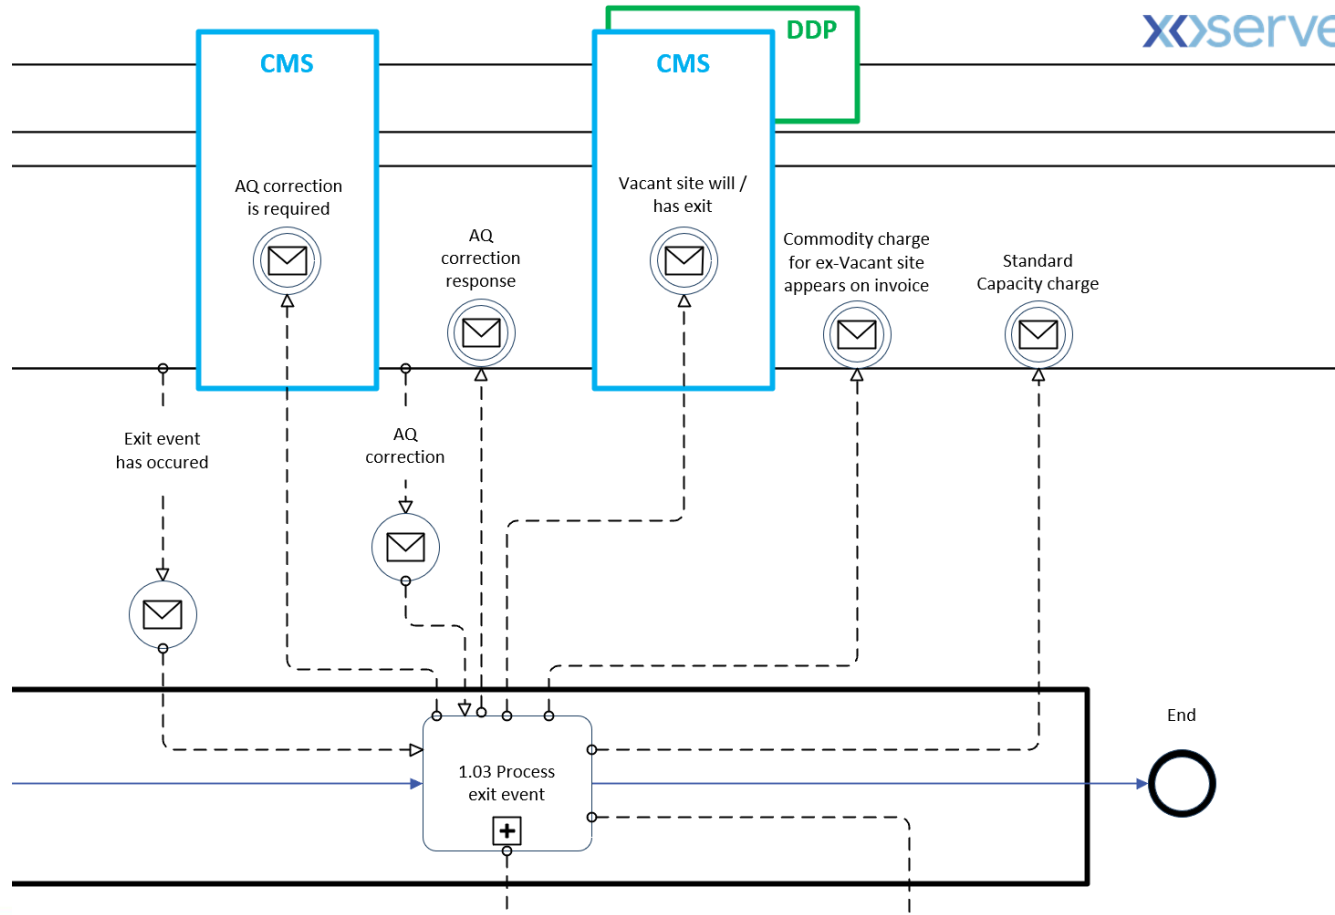 DDP
xoserve
CMS
CMS
AQ correction
is required
Vacant site will /
has exit
AQ
correction
response
Commodity charge
for ex-Vacant site
appears on invoice
Standard
Capacity charge
Exit event
has occured
AQ
correction
End
1.03 Process
exit event